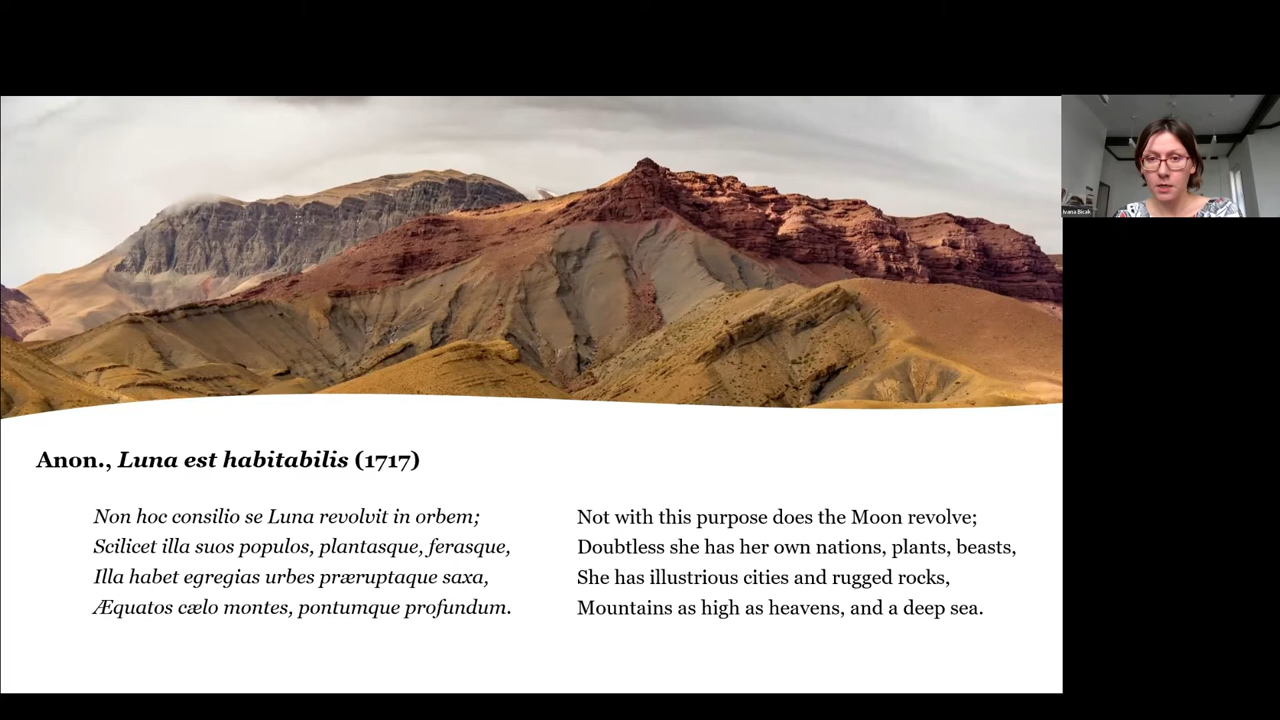 Ivana Bicak
Anon., Luna est habitabilis (1717)
Non hoc consilio se Luna revolvit in orbem;
Scilicet illa suos populos, plantasque, ferasque,
Illa habet egregias urbes præruptaque saxa,
Æquatos cælo montes, pontumque profundum.
Not with this purpose does the Moon revolve;
Doubtless she has her own nations, plants, beasts,
She has illustrious cities and rugged rocks,
Mountains as high as heavens, and a deep sea.